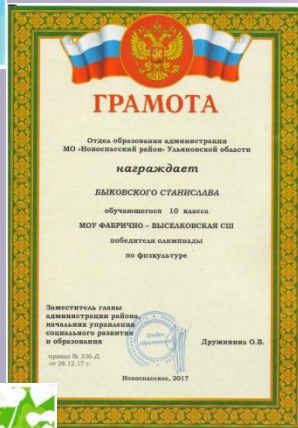 ГРАМОТА
Отдел образования администрации
МО «Новоспасский район» Ульяновской области
награждает
БЫКОВСКОГО СТАНИСЛАВА
обучающегося 10 класса
МОУ ФАБРИЧНО – ВЫСЕЛКОВСКАЯ СШ
победителя олимпиады
по физкультуре
Заместитель главы
администрации района,
начальник управления
социального развития
и образования
Дружинина О.В.
приказ № 336-Д
от 28.12.17 г.
Новоспасское, 2017